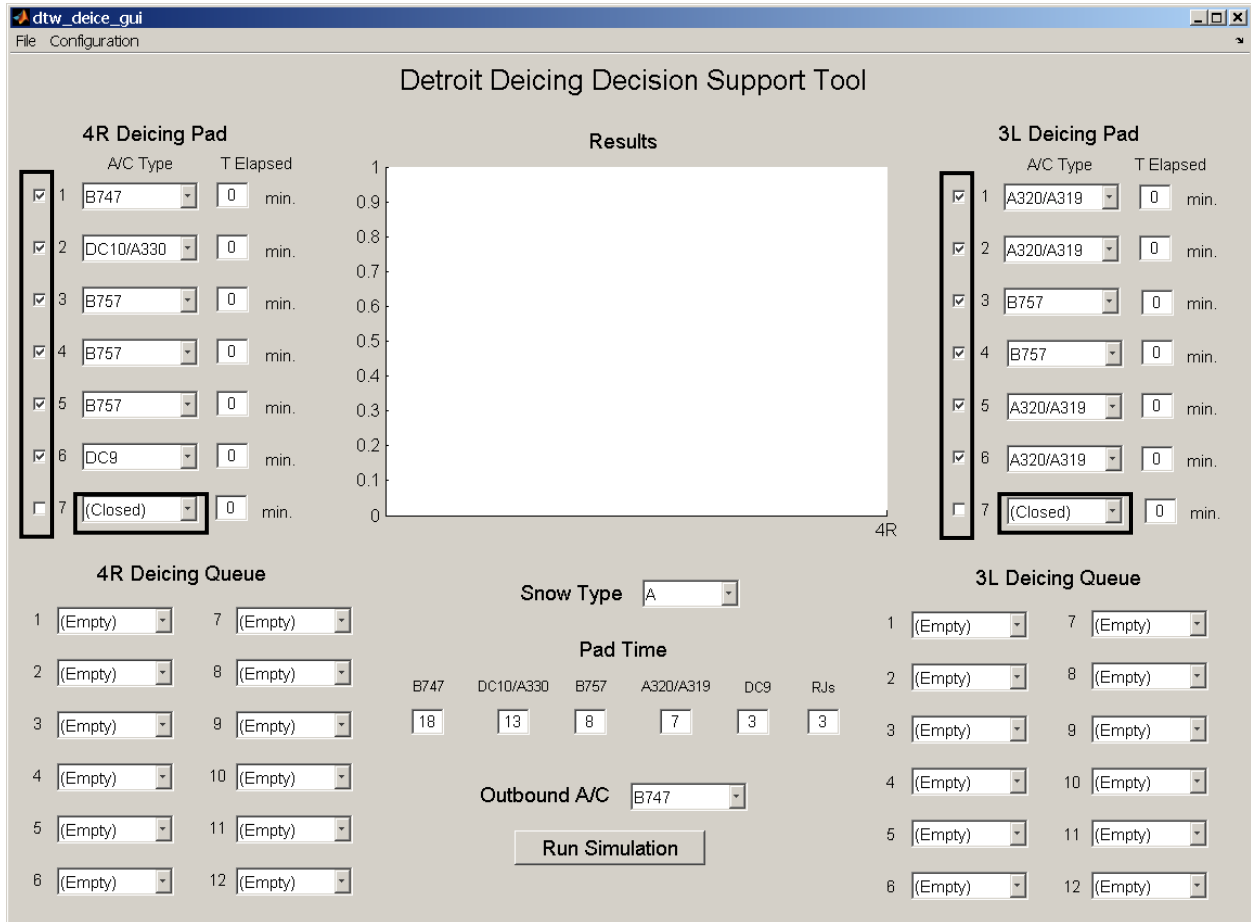 dtw_deice_gui
File Configuration
Detroit Deicing Decision Support Tool
4R Deicing Pad
A/C Type T Elapsed
1 B747 0 min.
2 DC10/A330 0 min.
3 B757 0 min.
4 B757 0 min.
5 B757 0 min.
6 DC9 0 min.
7 (Closed) 0 min.
Results
1
0.9
0.8
0.7
0.6
0.5
0.4
0.3
0.2
0.1
0
4R
3L Deicing Pad
A/C Type T Elapsed
1 A320/A319 0 min.
2 A320/A319 0 min.
3 B757 0 min.
4 B757 0 min.
5 A320/A319 0 min.
6 A320/A319 0 min.
7 (Closed) 0 min.
4R Deicing Queue
1 (Empty) 7 (Empty)
2 (Empty) 8 (Empty)
3 (Empty) 9 (Empty)
4 (Empty) 10 (Empty)
5 (Empty) 11 (Empty)
6 (Empty) 12 (Empty)
Snow Type A
Pad Time
B747 DC10/A330 B757 A320/A319 DC9 RJs
18 13 8 7 3 3
Outbound A/C B747
Run Simulation
3L Deicing Queue
1 (Empty) 7 (Empty)
2 (Empty) 8 (Empty)
3 (Empty) 9 (Empty)
4 (Empty) 10 (Empty)
5 (Empty) 11 (Empty)
6 (Empty) 12 (Empty)